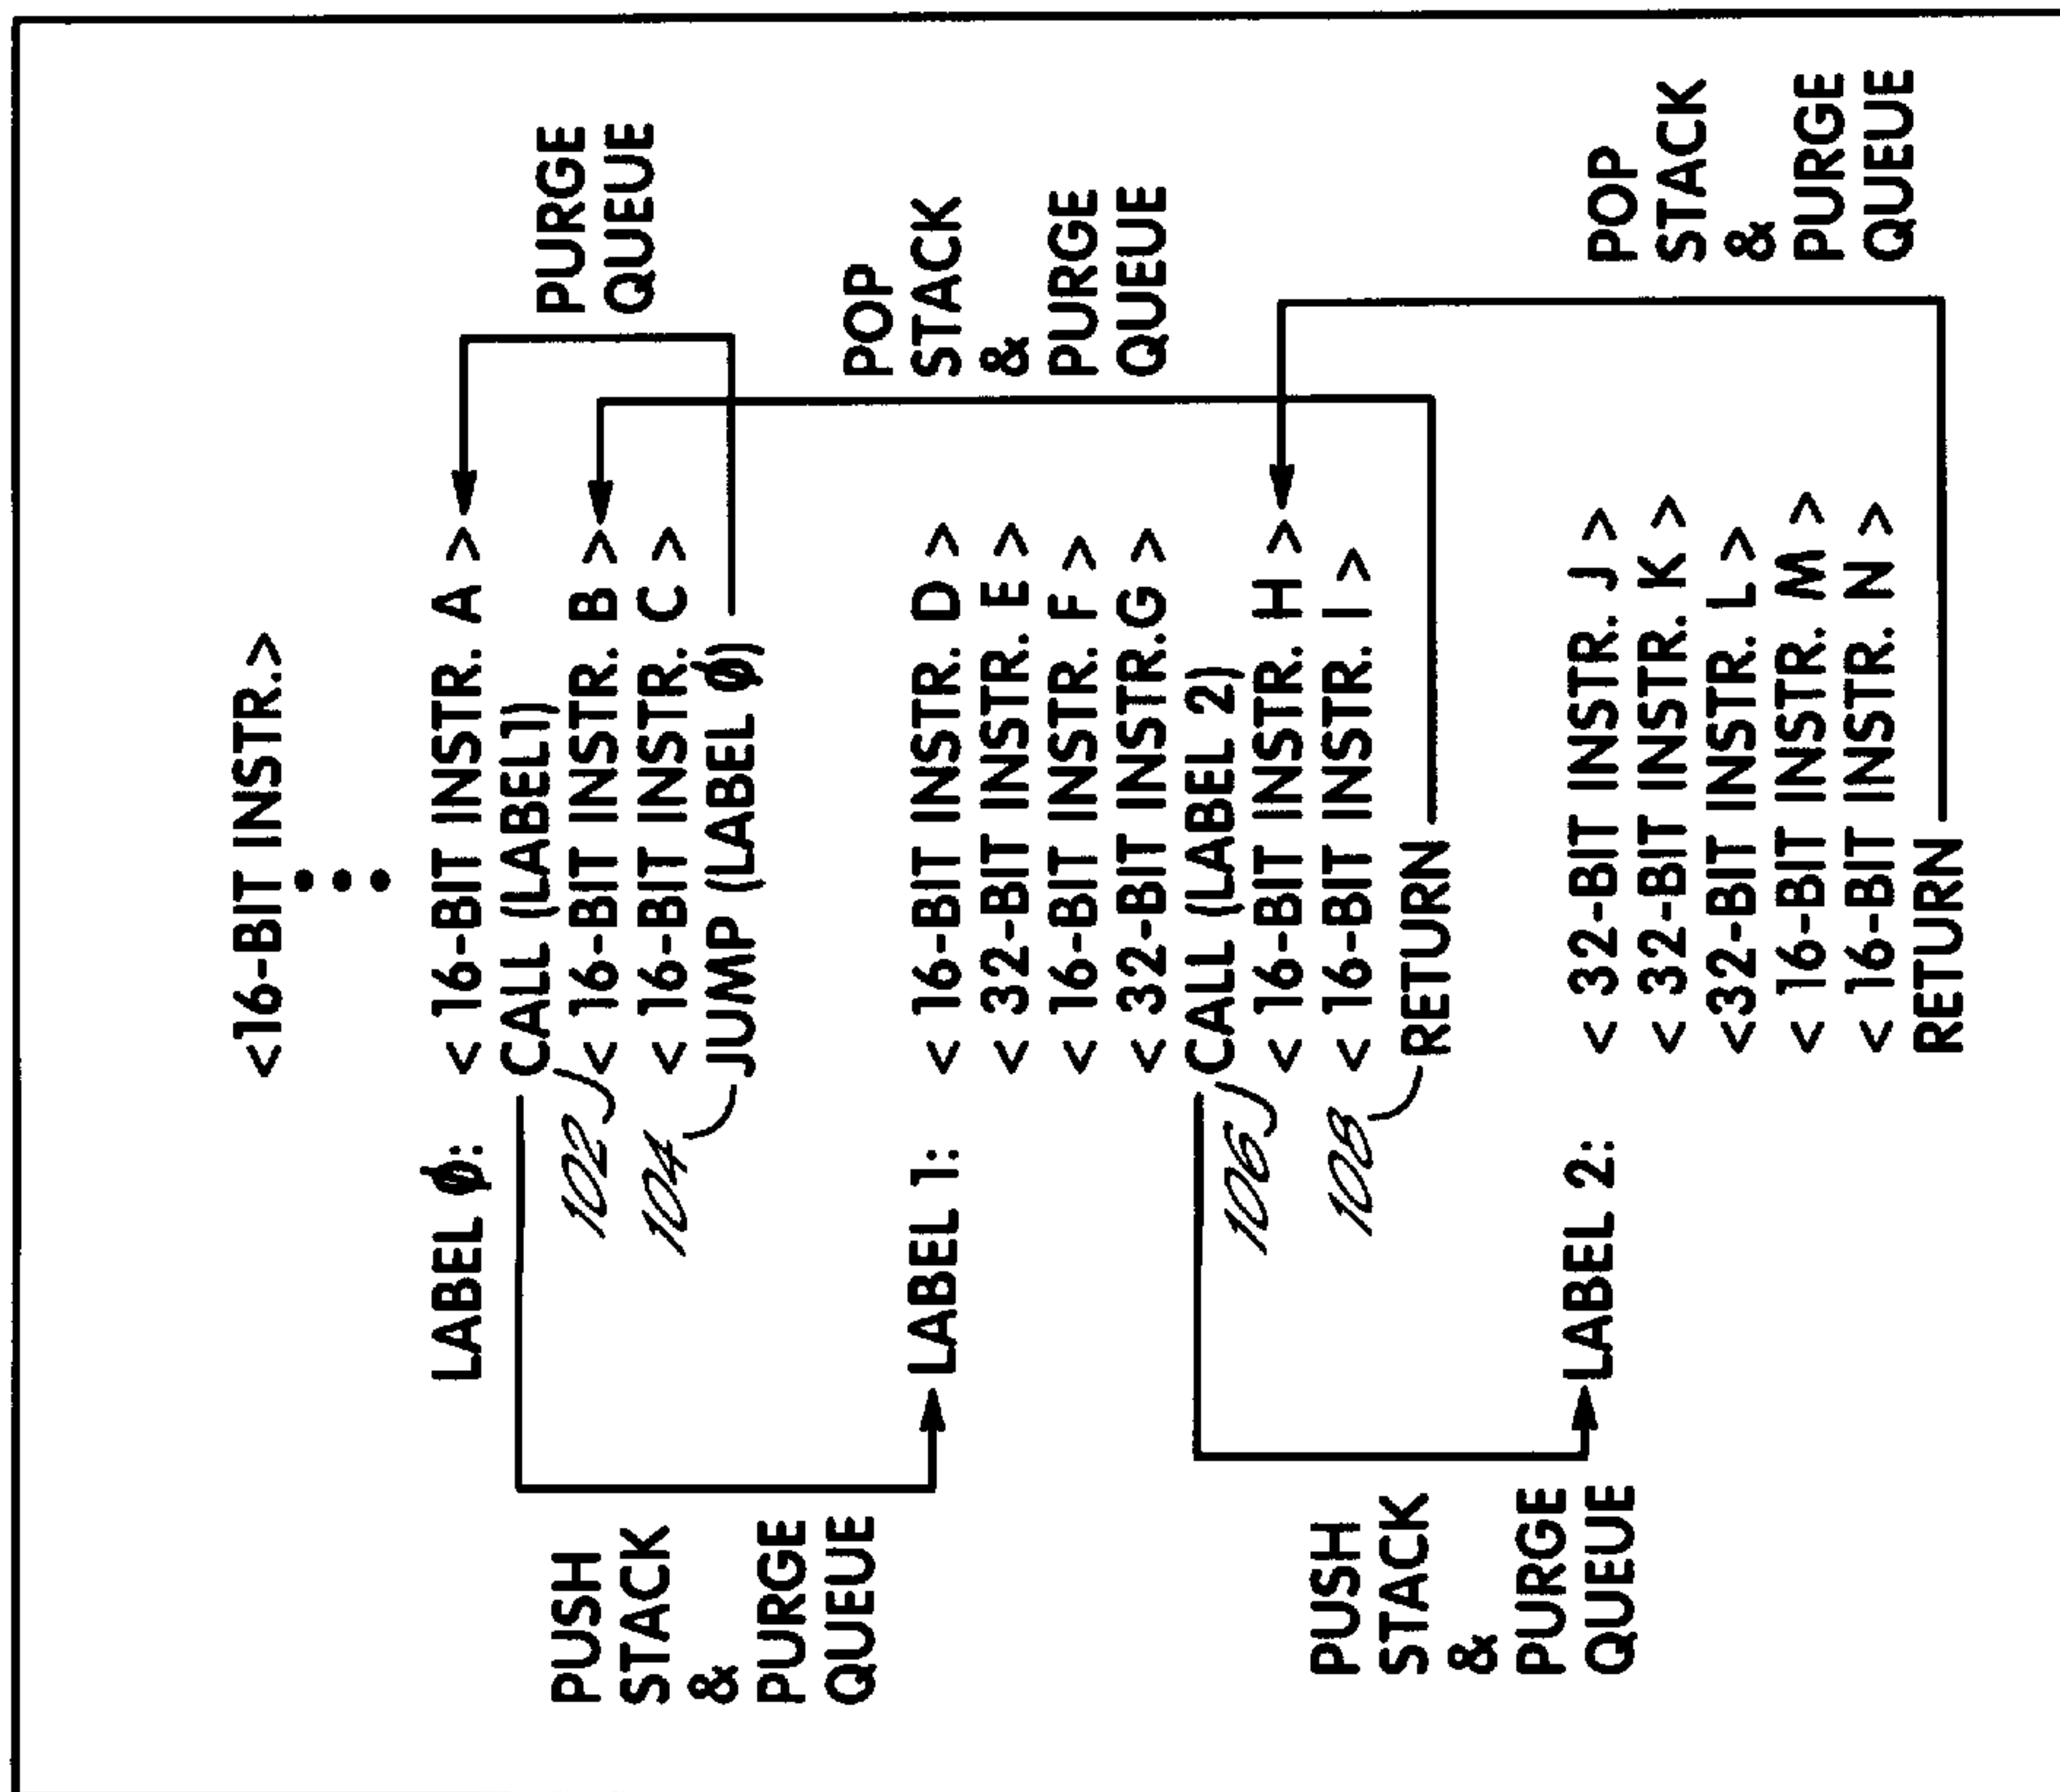 <16-BIT INSTR.>
LABEL 0: < 16-BIT INSTR. A >
CALL (LABEL1)
102 < 16-BIT INSTR. B >
104 < 16-BIT INSTR. C >
JUMP (LABEL 0)
PURGE
QUEUE
PUSH
STACK
&
PURGE
QUEUE
POP
STACK
&
PURGE
QUEUE
LABEL 1: < 16-BIT INSTR. D >
< 32-BIT INSTR. E >
< 16-BIT INSTR. F >
< 32-BIT INSTR. G >
CALL (LABEL 2)
106 < 16-BIT INSTR. H >
108 < 16-BIT INSTR. I >
RETURN
PUSH
STACK
&
PURGE
QUEUE
POP
STACK
&
PURGE
QUEUE
LABEL 2: < 32-BIT INSTR. J >
< 32-BIT INSTR. K >
<32-BIT INSTR. L >
< 16-BIT INSTR. M >
< 16-BIT INSTR. N >
RETURN